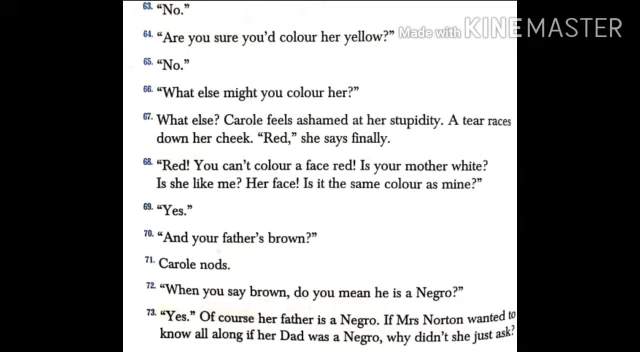 63. "No."
Made with KINEMASTER
64. "Are you sure you'd colour her yellow?"
65. "No."
66. "What else might you colour her?"
67. What else? Carole feels ashamed at her stupidity. A tear races
down her cheek. "Red," she says finally.
68. "Red! You can't colour a face red! Is your mother white?
Is she like me? Her face! Is it the same colour as mine?"
69. "Yes."
70. "And your father's brown?"
71. Carole nods.
72. "When you say brown, do you mean he is a Negro?"
73. "Yes." Of course her father is a Negro. If Mrs Norton wanted to
know all along if her Dad was a Negro, why didn't she just ask?